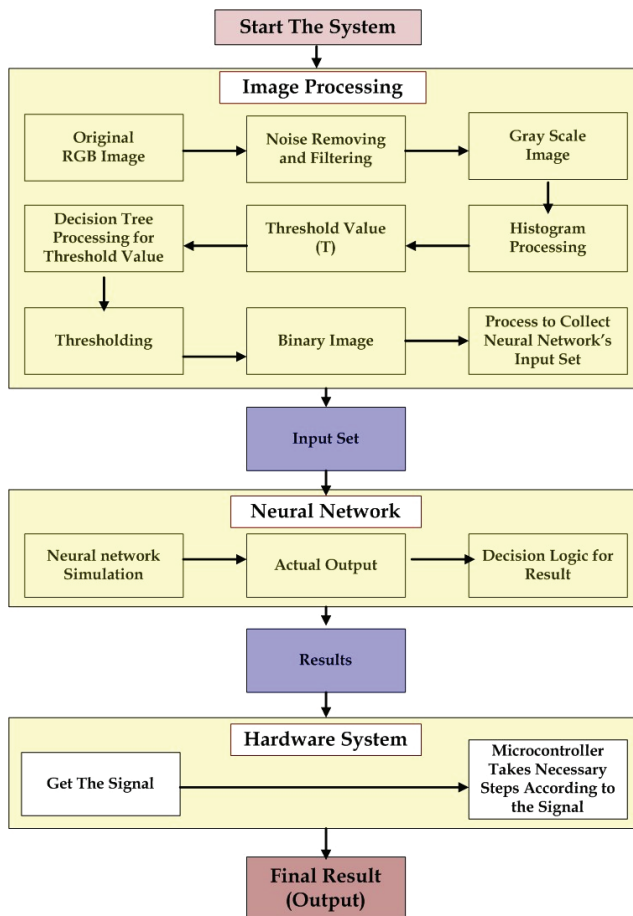 Start The System
Image Processing
Original
RGB Image
Noise Removing
and Filtering
Gray Scale
Image
Decision Tree
Processing for
Threshold Value
Threshold Value
(T)
Histogram
Processing
Thresholding
Binary Image
Process to Collect
Neural Network's
Input Set
Input Set
Neural Network
Neural network
Simulation
Actual Output
Decision Logic for
Result
Results
Hardware System
Get The Signal
Microcontroller
Takes Necessary
Steps According to
the Signal
Final Result
(Output)